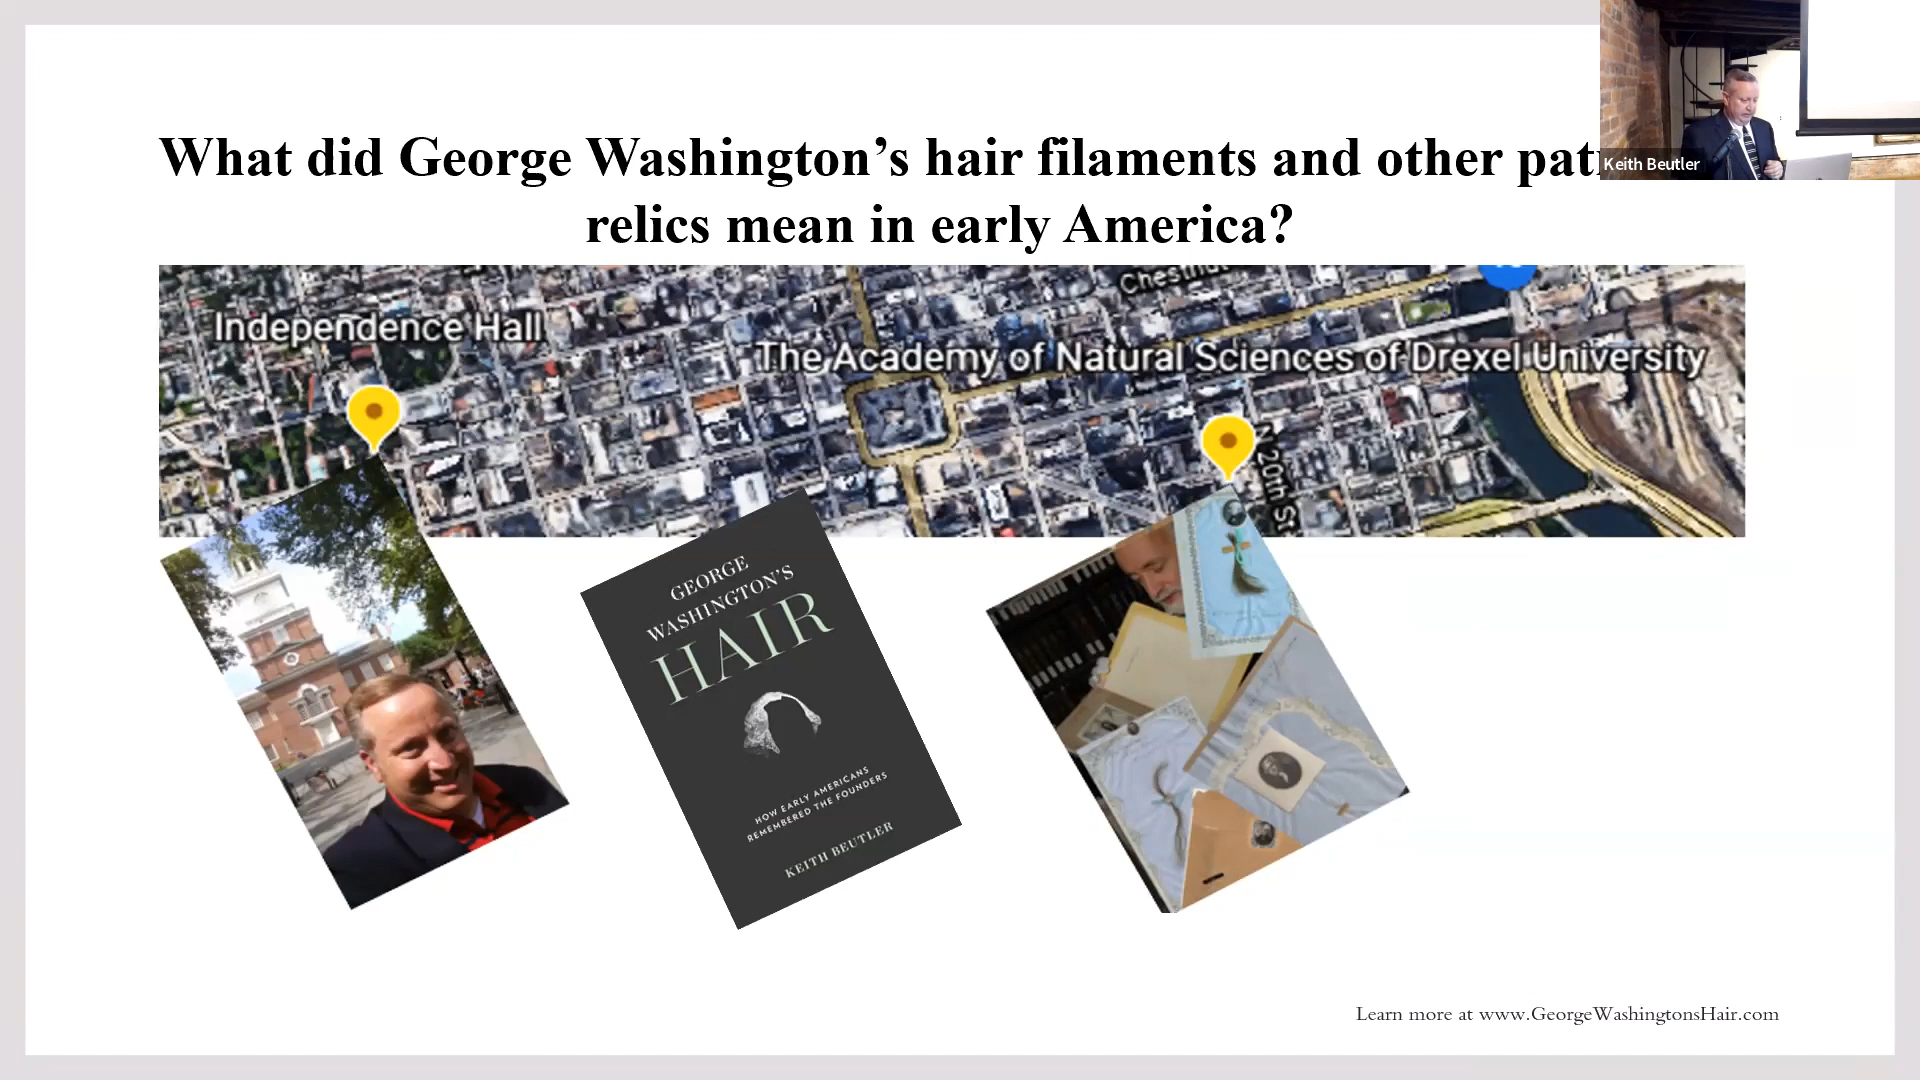 What did George Washington’s hair filaments and other
relics mean in early America?
Keith Beutler
Chestnut
Independence Hall
The Academy of Natural Sciences of Drexel University
N 20th St
GEORGE
WASHINGTON'S
HAIR
HOW EARLY AMERICANS
REMEMBERED THE FOUNDERS
KEITH BEUTLER
Learn more at www.GeorgeWashingtonsHair.com